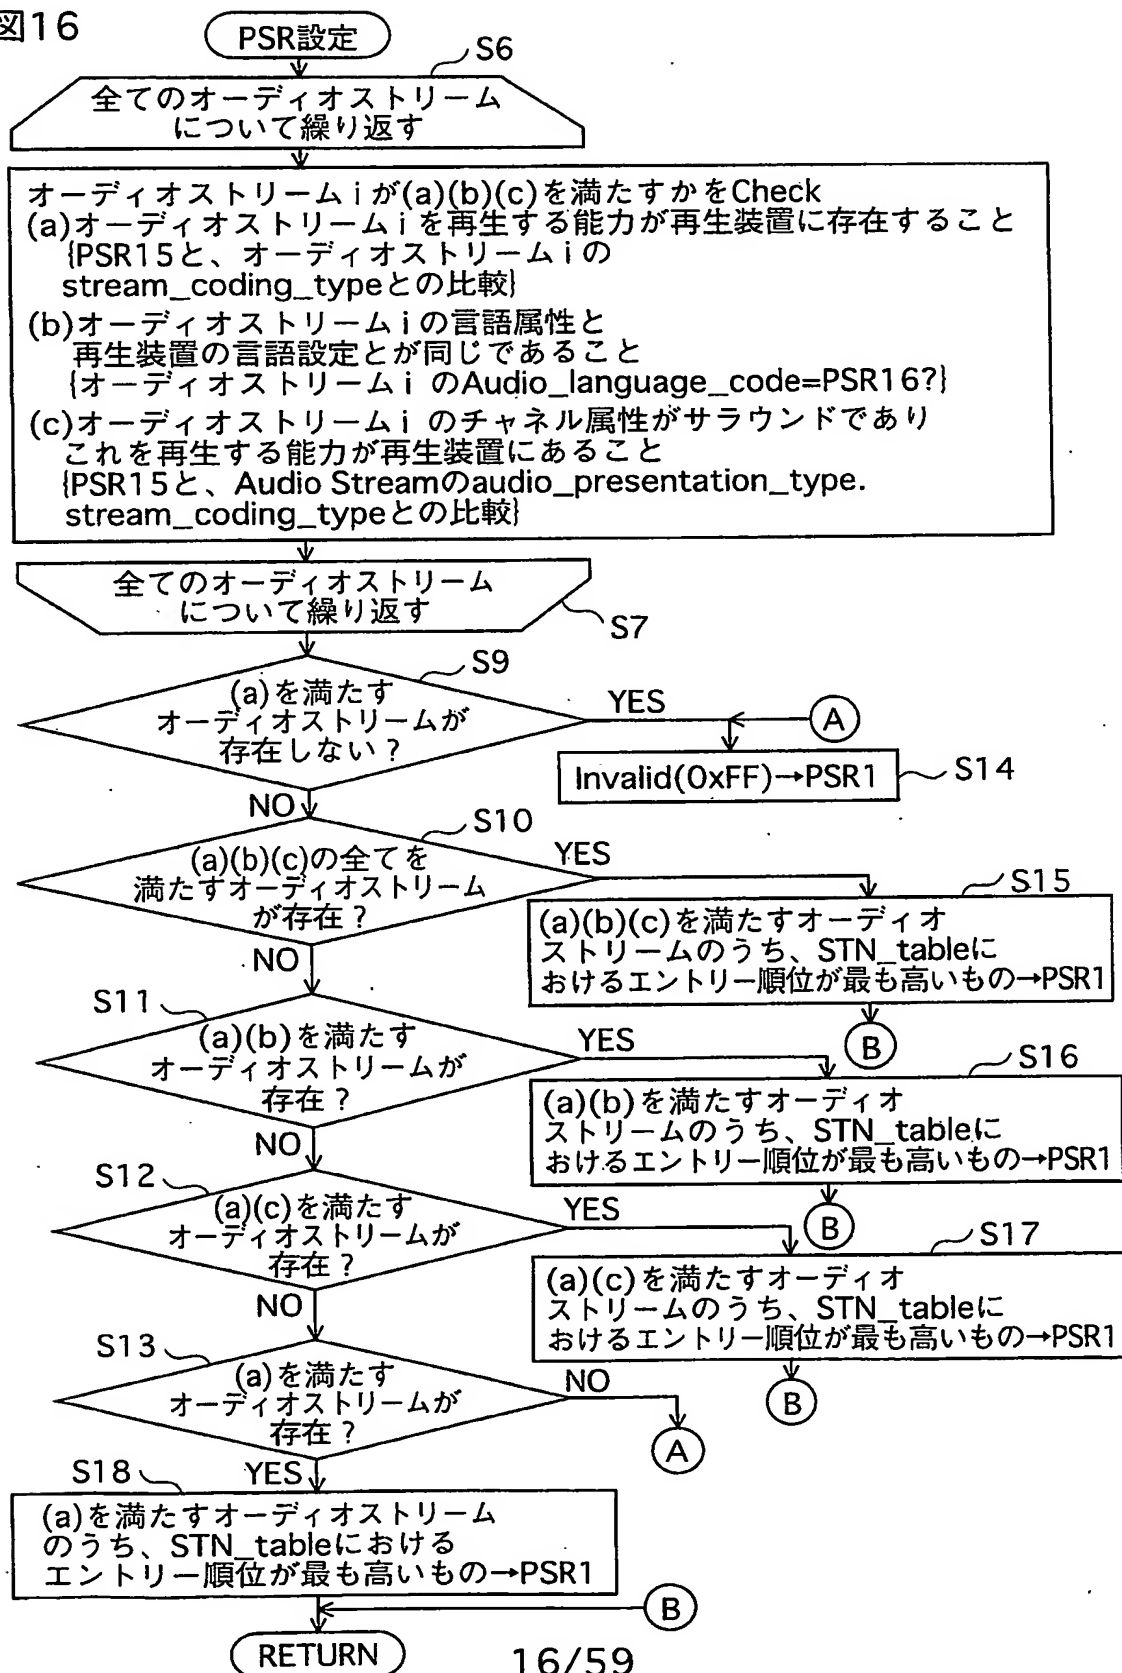 図16
PSR設定
S6
全てのオーディオストリーム
について繰り返す
オーディオストリームiが(a)(b)(c)を満たすかをCheck
(a)オーディオストリームiを再生する能力が再生装置に存在すること
{PSR15と、オーディオストリームiの
stream_coding_typeとの比較}
(b)オーディオストリームiの言語属性と
再生装置の言語設定とが同じであること
{オーディオストリームi のAudio_language_code=PSR16?}
(c)オーディオストリームi のチャネル属性がサラウンドであり
これを再生する能力が再生装置にあること
{PSR15と、Audio Streamのaudio_presentation_type.
stream_coding_typeとの比較}
全てのオーディオストリーム
について繰り返す
S7
S9
(a)を満たす
オーディオストリームが
存在しない？
YES
A
Invalid(0xFF)→PSR1
S14
NO
S10
(a)(b)(c)の全てを
満たすオーディオストリーム
が存在？
YES
S15
(a)(b)(c)を満たすオーディオ
ストリームのうち、STN_tableに
おけるエントリー順位が最も高いもの→PSR1
B
NO
S11
(a)(b)を満たす
オーディオストリームが
存在？
YES
S16
(a)(b)を満たすオーディオ
ストリームのうち、STN_tableに
おけるエントリー順位が最も高いもの→PSR1
B
NO
S12
(a)(c)を満たす
オーディオストリームが
存在？
YES
S17
(a)(c)を満たすオーディオ
ストリームのうち、STN_tableに
おけるエントリー順位が最も高いもの→PSR1
B
NO
S13
(a)を満たす
オーディオストリームが
存在？
NO
A
YES
S18
(a)を満たすオーディオストリーム
のうち、STN_tableにおける
エントリー順位が最も高いもの→PSR1
B
RETURN
16/59